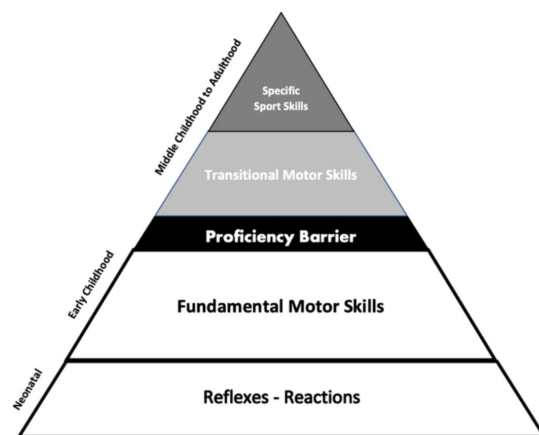 Specific
Sport Skills
Middle Childhood to Adulthood
Transitional Motor Skills
Proficiency Barrier
Early Childhood
Fundamental Motor Skills
Neonatal
Reflexes - Reactions